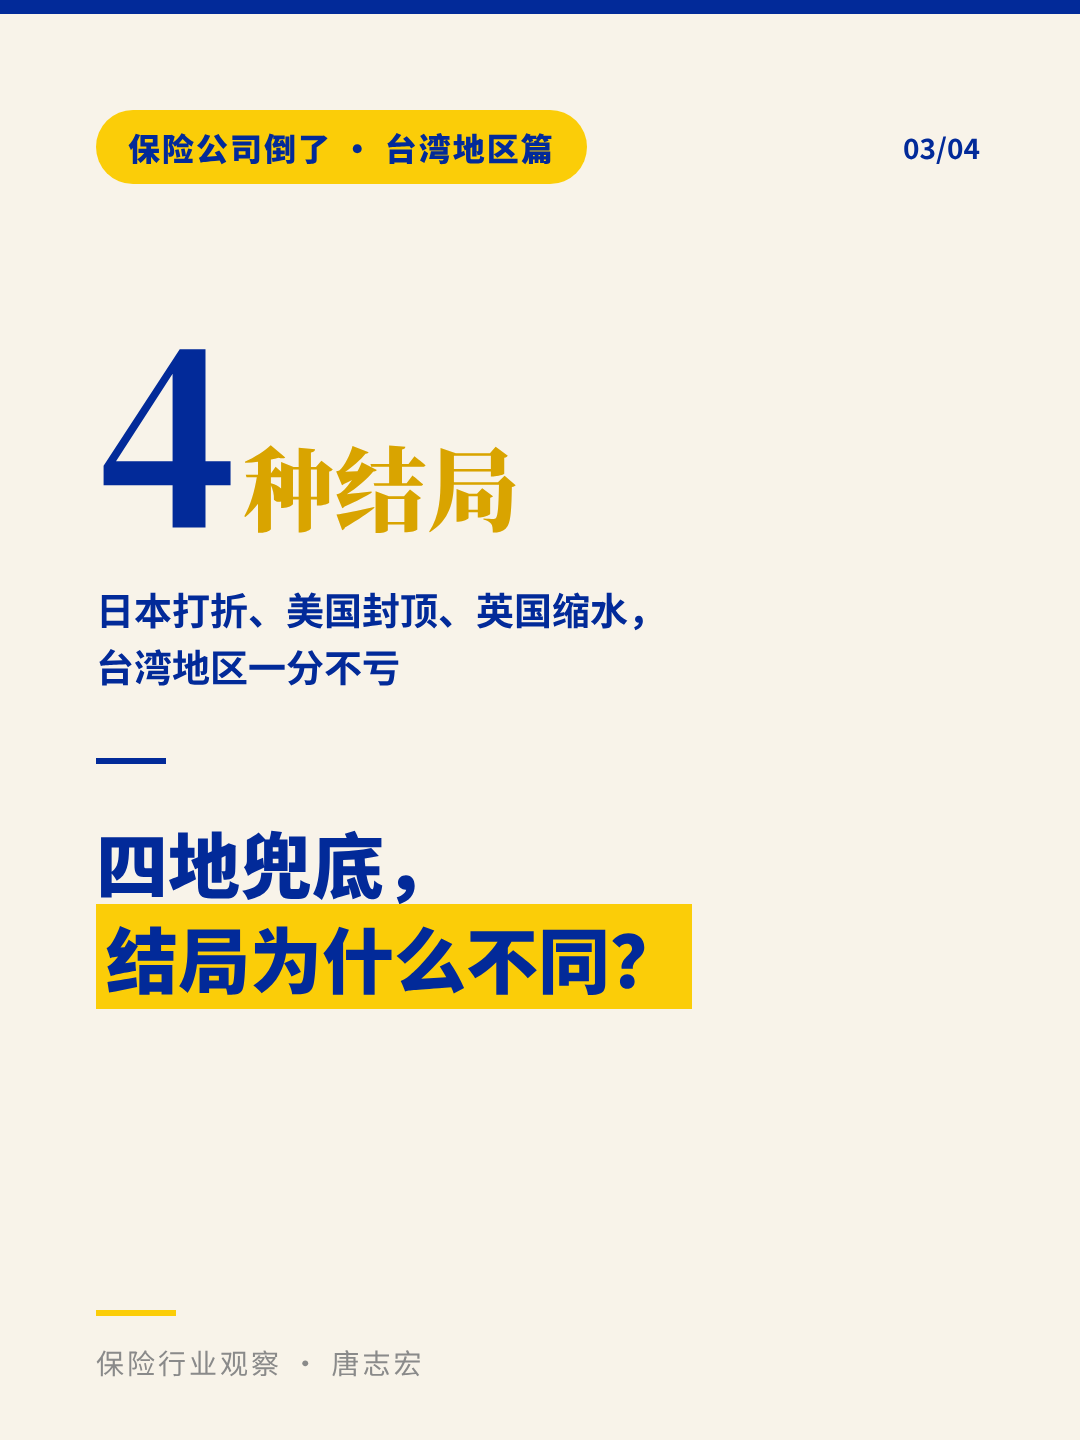 保险公司倒了 · 台湾地区篇
03/04
4种结局
日本打折、美国封顶、英国缩水，
台湾地区一分不亏
四地兜底，
结局为什么不同？
保险行业观察 · 唐志宏